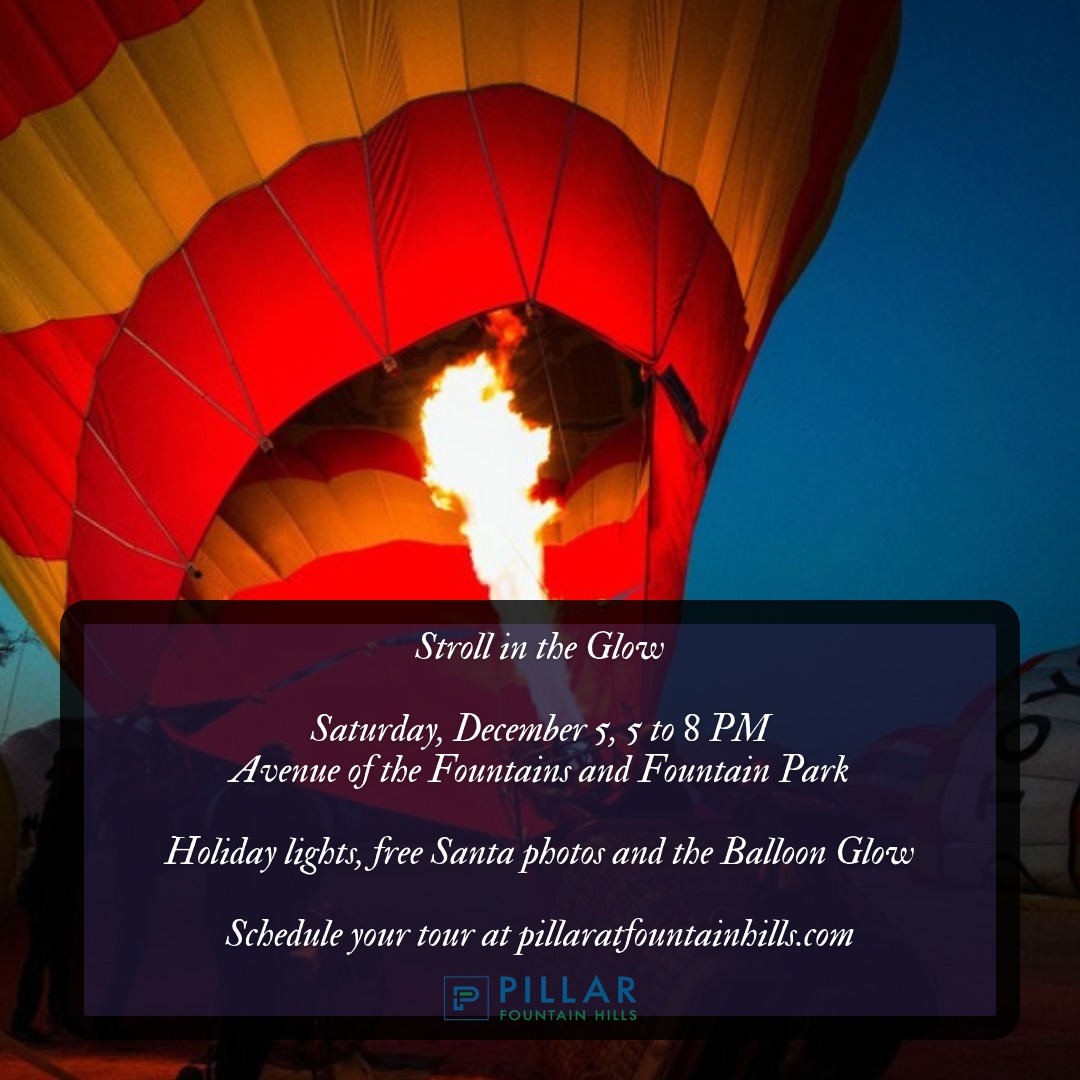 Stroll in the Glow
Saturday, December 5, 5 to 8 PM
Avenue of the Fountains and Fountain Park
Holiday lights, free Santa photos and the Balloon Glow
Schedule your tour at pillaratfountainhills.com
PILLAR
FOUNTAIN HILLS